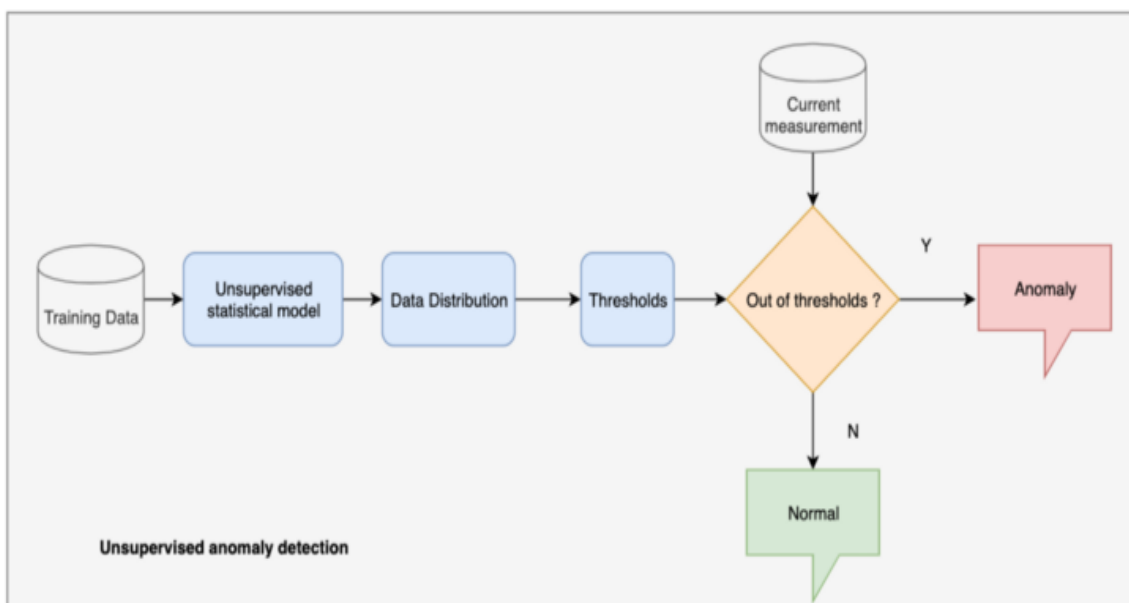 Current
measurement
Y
Unsupervised
statistical model
Data Distribution
Thresholds
Out of thresholds ?
Anomaly
Training Data
N
Normal
Unsupervised anomaly detection